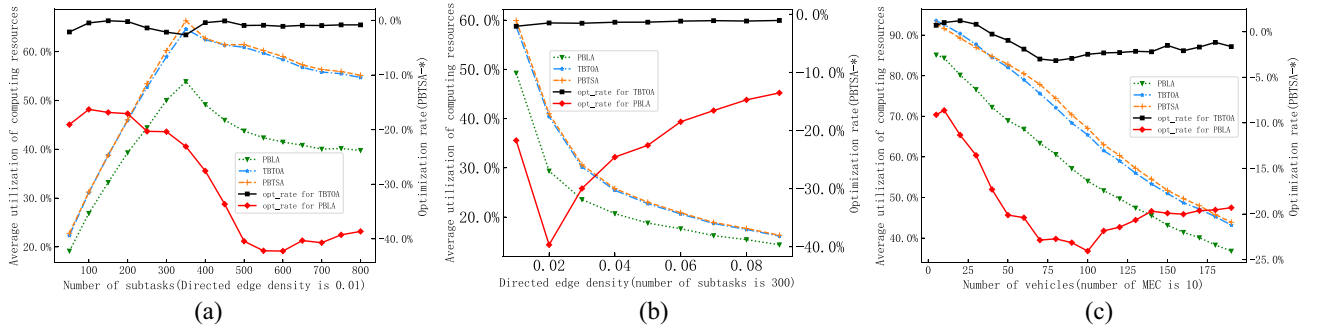 Average utilization of computing resources
60.0%
50.0%
40.0%
30.0%
20.0%
100 200 300 400 500 600 700 800
Number of subtasks(Directed edge density is 0.01)
0.0%
-10.0%
-20.0%
-30.0%
-40.0%
Optimization rate(PBTSA-*)
PBLA
TBTOA
PBTSA
opt_rate for TBTOA
opt_rate for PBLA
(a)
Average utilization of computing resources
60.0%
50.0%
40.0%
30.0%
20.0%
0.02 0.04 0.06 0.08
Directed edge density(number of subtasks is 300)
0.0%
-10.0%
-20.0%
-30.0%
-40.0%
Optimization rate(PBTSA-*)
PBLA
TBTOA
PBTSA
opt_rate for TBTOA
opt_rate for PBLA
(b)
Average utilization of computing resources
90.0%
80.0%
70.0%
60.0%
50.0%
40.0%
0 25 50 75 100 125 150 175
Number of vehicles(number of MEC is 10)
0.0%
-5.0%
-10.0%
-15.0%
-20.0%
-25.0%
Optimization rate(PBTSA-*)
PBLA
TBTOA
PBTSA
opt_rate for TBTOA
opt_rate for PBLA
(c)